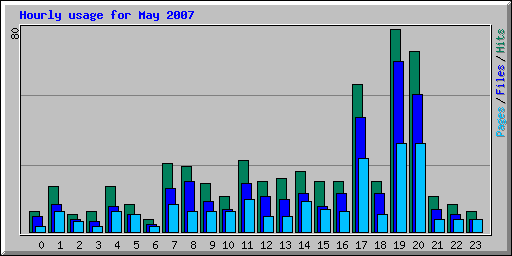 Hourly usage for May 2007
80
Pages / Files / Hits
0 1 2 3 4 5 6 7 8 9 10 11 12 13 14 15 16 17 18 19 20 21 22 23